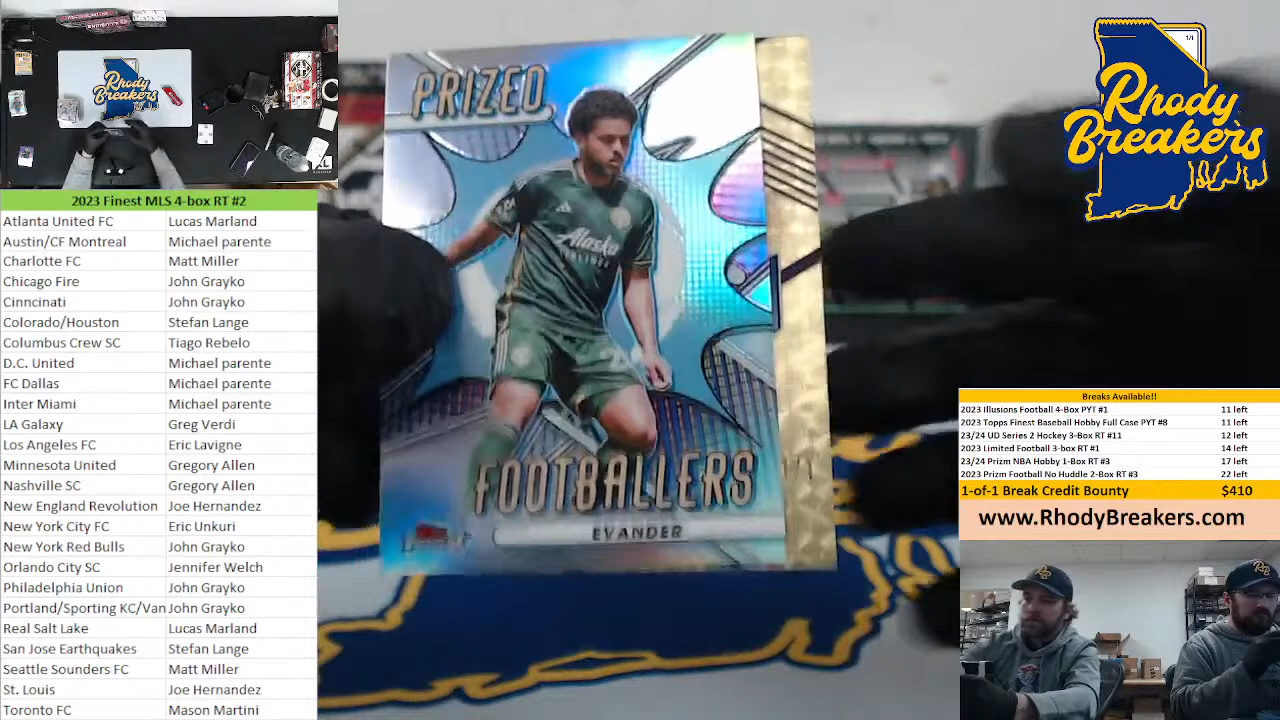 Rhody
Breakers
2023 Finest MLS 4-box RT #2
Atlanta United FC Lucas Marland
Austin/CF Montreal Michael parente
Charlotte FC Matt Miller
Chicago Fire John Grayko
Cinncinati John Grayko
Colorado/Houston Stefan Lange
Columbus Crew SC Tiago Rebelo
D.C. United Michael parente
FC Dallas Michael parente
Inter Miami Michael parente
LA Galaxy Greg Verdi
Los Angeles FC Eric Lavigne
Minnesota United Gregory Allen
Nashville SC Gregory Allen
New England Revolution Joe Hernandez
New York City FC Eric Unkuri
New York Red Bulls John Grayko
Orlando City SC Jennifer Welch
Philadelphia Union John Grayko
Portland/Sporting KC/Van John Grayko
Real Salt Lake Lucas Marland
San Jose Earthquakes Stefan Lange
Seattle Sounders FC Matt Miller
St. Louis Joe Hernandez
Toronto FC Mason Martini
PRIZED
Alaska
AIRLINES
FOOTBALLERS
EVANDER
1/1
Rhody
Breakers
Breaks Available!!
2023 Illusions Football 4-Box PYT #1 11 left
2023 Topps Finest Baseball Hobby Full Case PYT #8 11 left
23/24 UD Series 2 Hockey 3-Box RT #11 12 left
2023 Limited Football 3-box RT #1 14 left
23/24 Prizm NBA Hobby 1-Box RT #3 17 left
2023 Prizm Football No Huddle 2-Box RT #3 22 left
1-of-1 Break Credit Bounty $410
www.RhodyBreakers.com
RB
RB